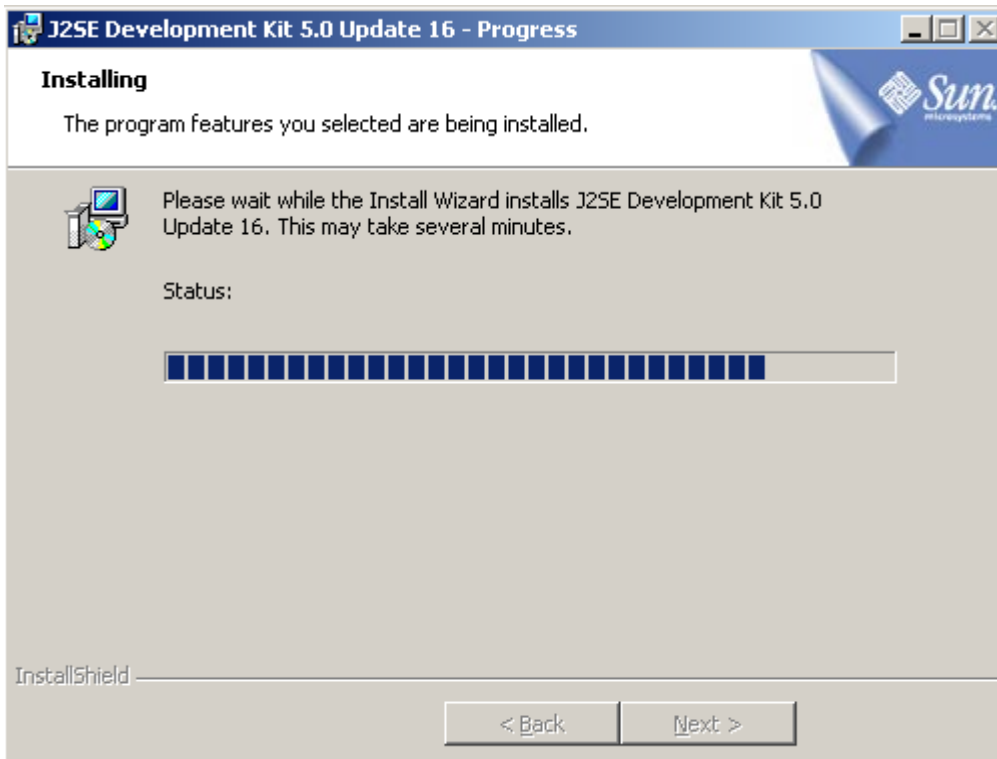 J2SE Development Kit 5.0 Update 16 - Progress
Installing
The program features you selected are being installed.
Sun
microsystems
Please wait while the Install Wizard installs J2SE Development Kit 5.0
Update 16. This may take several minutes.
Status:
InstallShield
< Back
Next >